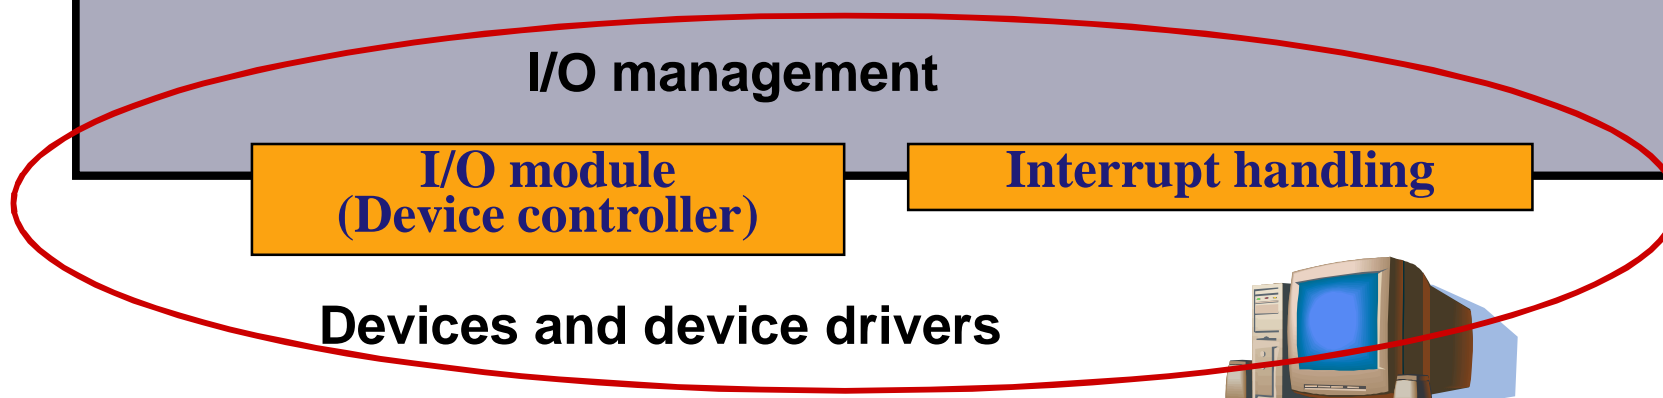 I/O management
I/O module
(Device controller)
Interrupt handling
Devices and device drivers